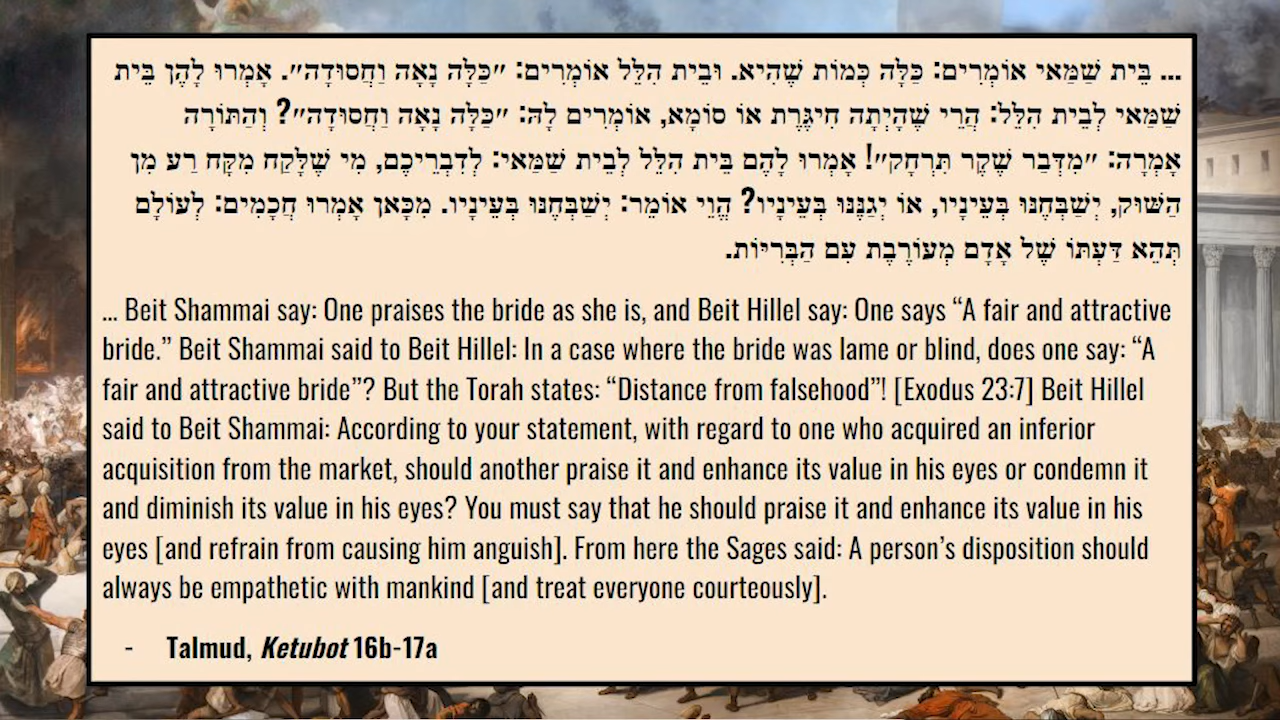 ... בֵּית שַׁמַּאי אוֹמְרִים: כַּלָּה כְּמוֹת שֶׁהִיא. וּבֵית הִלֵּל אוֹמְרִים: ״כַּלָּה נָאָה וַחֲסוּדָה״. אָמְרוּ לָהֶן בֵּית
שַׁמַּאי לְבֵית הִלֵּל: הֲרֵי שֶׁהָיְתָה חִיגֶּרֶת אוֹ סוֹמָא, אוֹמְרִים לָהּ: ״כַּלָּה נָאָה וַחֲסוּדָה״? וְהַתּוֹרָה
אָמְרָה: ״מִדְּבַר שֶׁקֶר תִּרְחָק״! אָמְרוּ לָהֶם בֵּית הִלֵּל לְבֵית שַׁמַּאי: לְדִבְרֵיכֶם, מִי שֶׁלָּקַח מִקָּח רַע מִן
הַשּׁוּק, יְשַׁבְּחֶנּוּ בְּעֵינָיו, אוֹ יְגַנֶּנּוּ בְּעֵינָיו? הֱוֵי אוֹמֵר: יְשַׁבְּחֶנּוּ בְּעֵינָיו. מִכָּאן אָמְרוּ חֲכָמִים: לְעוֹלָם
תְּהֵא דַּעְתּוֹ שֶׁל אָדָם מְעוֹרֶבֶת עִם הַבְּרִיּוֹת.
... Beit Shammai say: One praises the bride as she is, and Beit Hillel say: One says “A fair and attractive
bride.” Beit Shammai said to Beit Hillel: In a case where the bride was lame or blind, does one say: “A
fair and attractive bride”? But the Torah states: “Distance from falsehood”! [Exodus 23:7] Beit Hillel
said to Beit Shammai: According to your statement, with regard to one who acquired an inferior
acquisition from the market, should another praise it and enhance its value in his eyes or condemn it
and diminish its value in his eyes? You must say that he should praise it and enhance its value in his
eyes [and refrain from causing him anguish]. From here the Sages said: A person’s disposition should
always be empathetic with mankind [and treat everyone courteously].
- Talmud, Ketubot 16b-17a